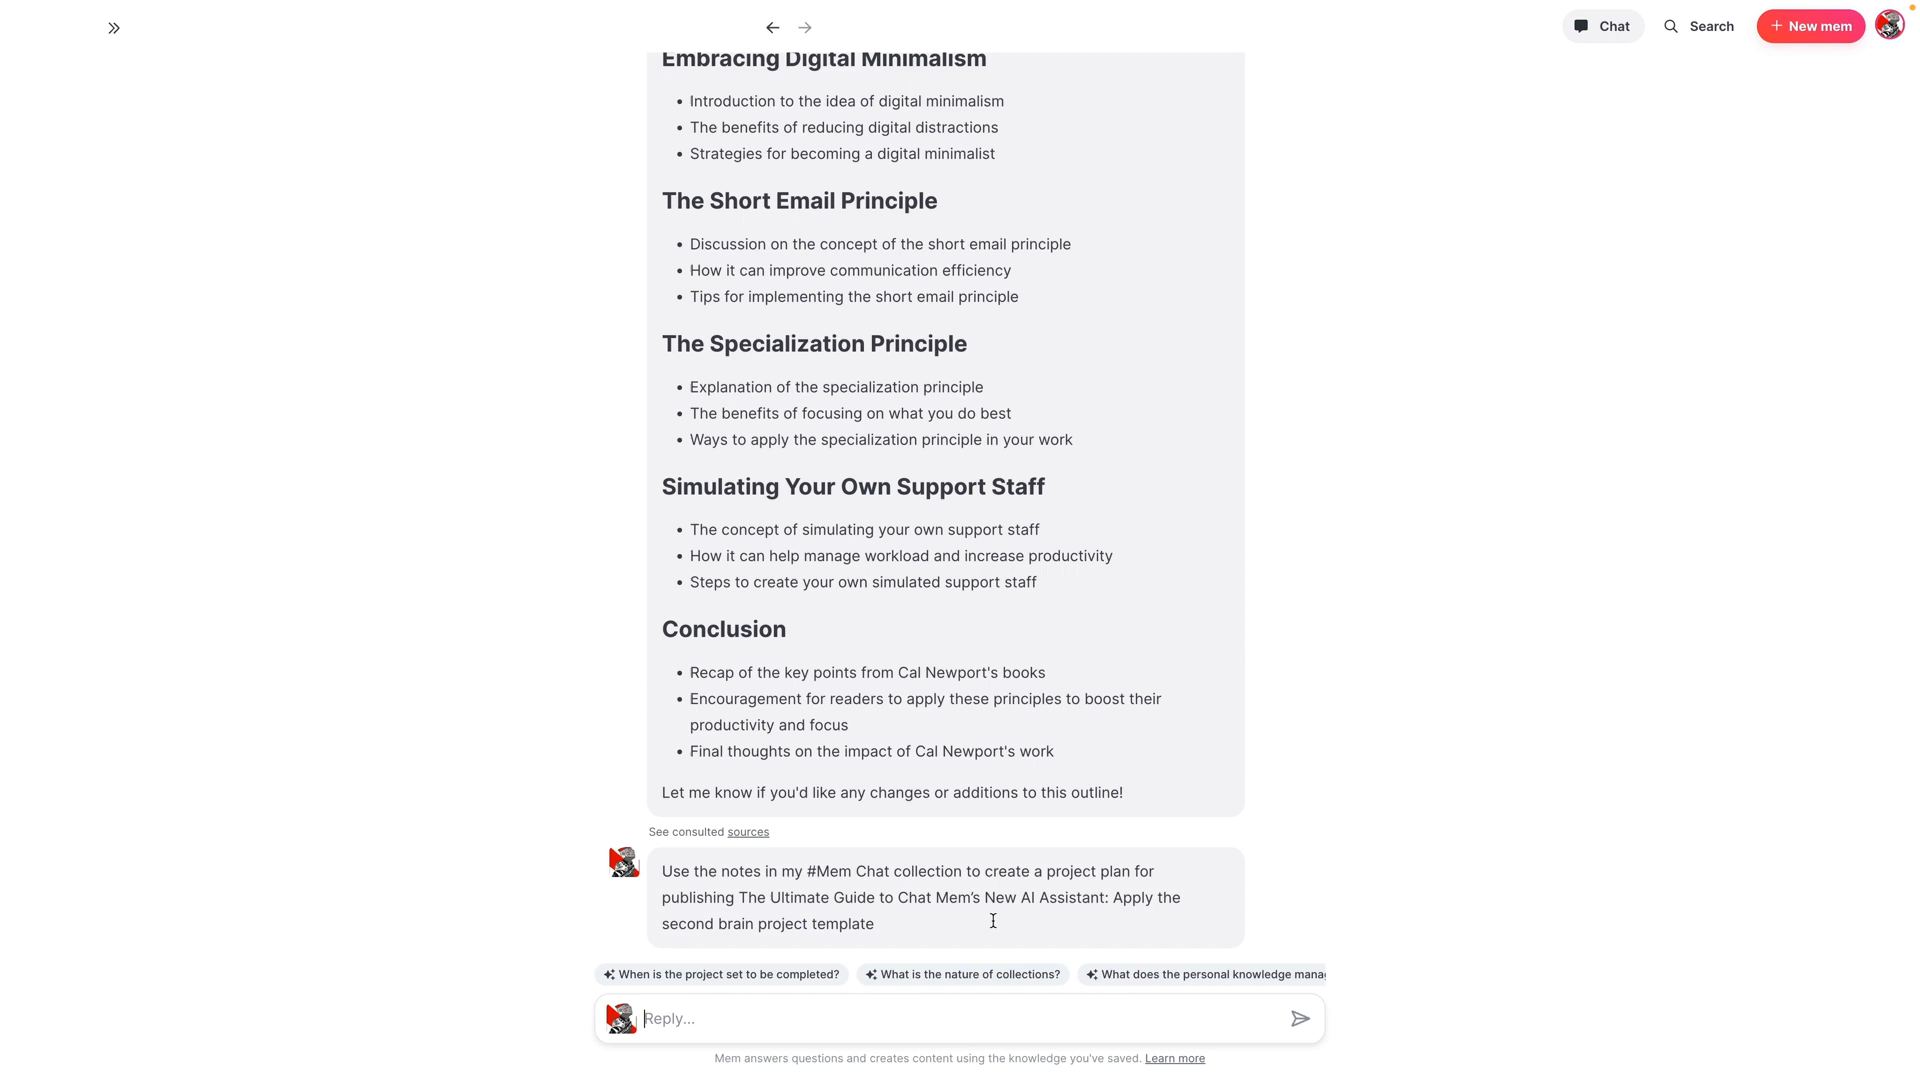 Chat
Search
+ New mem
Embracing Digital Minimalism
• Introduction to the idea of digital minimalism
• The benefits of reducing digital distractions
• Strategies for becoming a digital minimalist
The Short Email Principle
• Discussion on the concept of the short email principle
• How it can improve communication efficiency
• Tips for implementing the short email principle
The Specialization Principle
• Explanation of the specialization principle
• The benefits of focusing on what you do best
• Ways to apply the specialization principle in your work
Simulating Your Own Support Staff
• The concept of simulating your own support staff
• How it can help manage workload and increase productivity
• Steps to create your own simulated support staff
Conclusion
• Recap of the key points from Cal Newport's books
• Encouragement for readers to apply these principles to boost their
productivity and focus
• Final thoughts on the impact of Cal Newport's work
Let me know if you'd like any changes or additions to this outline!
See consulted sources
Use the notes in my #Mem Chat collection to create a project plan for
publishing The Ultimate Guide to Chat Mem’s New AI Assistant: Apply the
second brain project template
When is the project set to be completed?
What is the nature of collections?
What does the personal knowledge mana
Reply...
Mem answers questions and creates content using the knowledge you've saved. Learn more